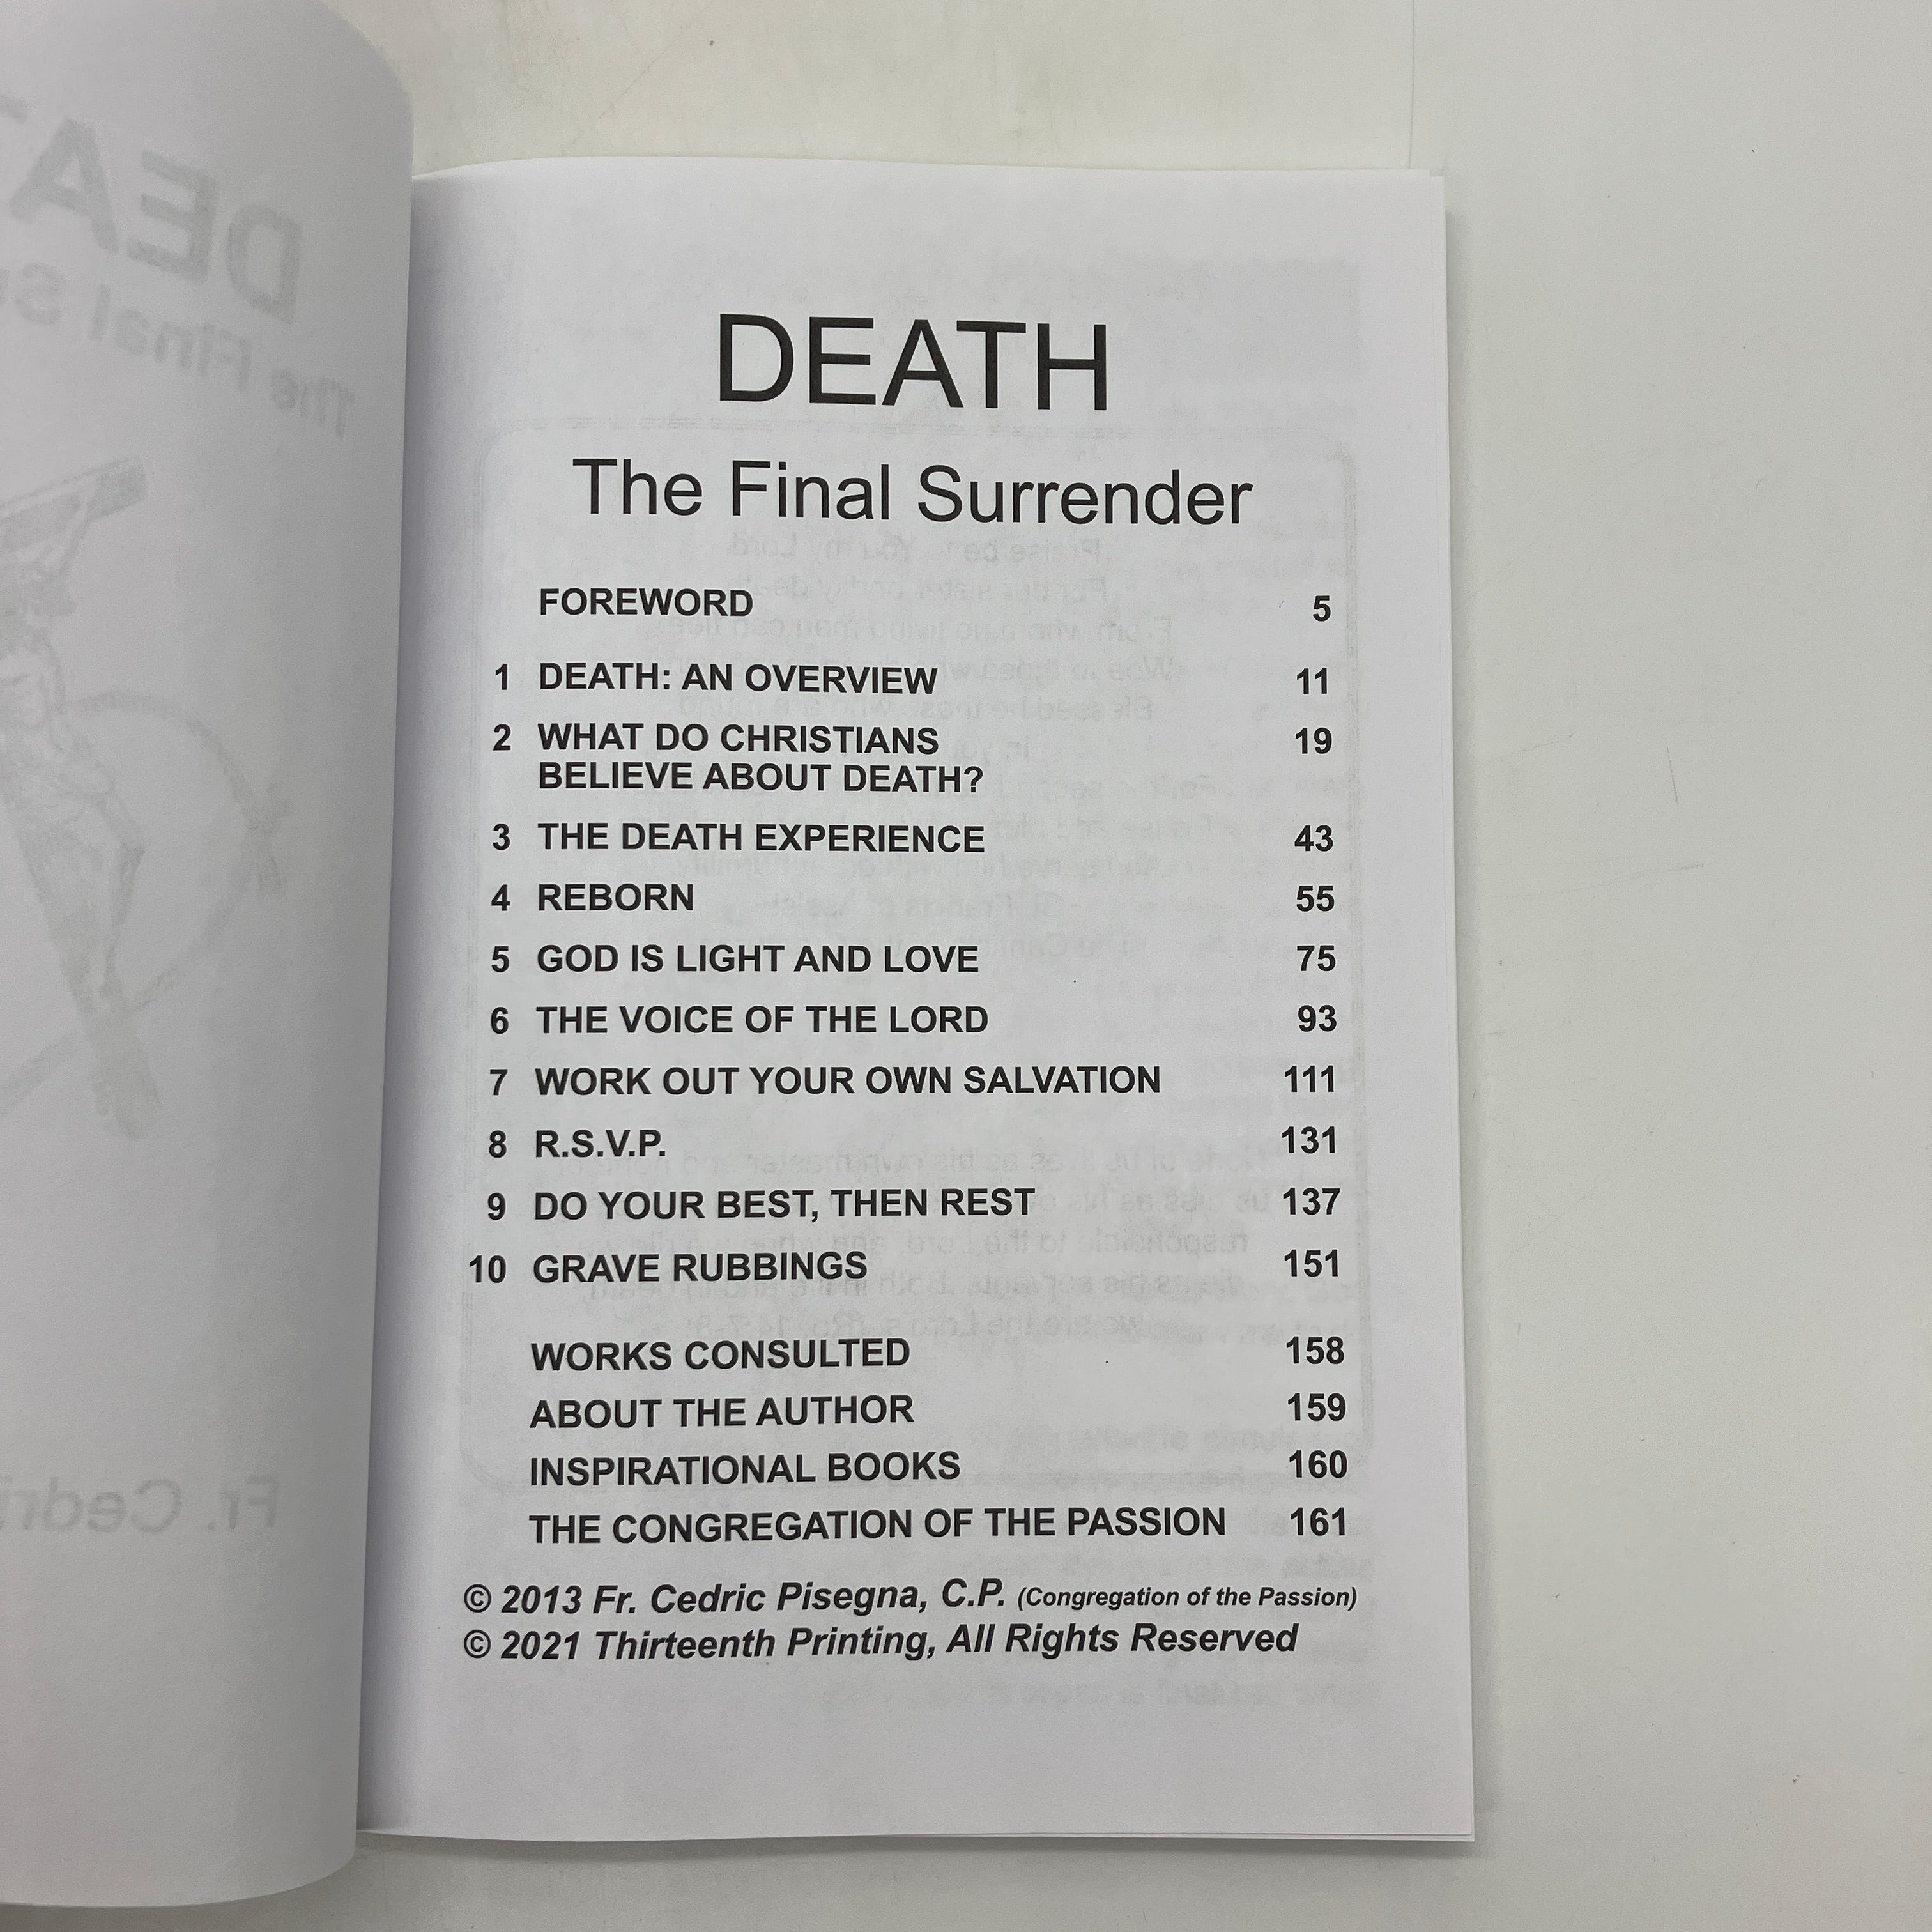 DEATH
The Final Surrender
FOREWORD 5
1 DEATH: AN OVERVIEW 11
2 WHAT DO CHRISTIANS 19
BELIEVE ABOUT DEATH?
3 THE DEATH EXPERIENCE 43
4 REBORN 55
5 GOD IS LIGHT AND LOVE 75
6 THE VOICE OF THE LORD 93
7 WORK OUT YOUR OWN SALVATION 111
8 R.S.V.P. 131
9 DO YOUR BEST, THEN REST 137
10 GRAVE RUBBINGS 151
WORKS CONSULTED 158
ABOUT THE AUTHOR 159
INSPIRATIONAL BOOKS 160
THE CONGREGATION OF THE PASSION 161
© 2013 Fr. Cedric Pisegna, C.P. (Congregation of the Passion)
© 2021 Thirteenth Printing, All Rights Reserved